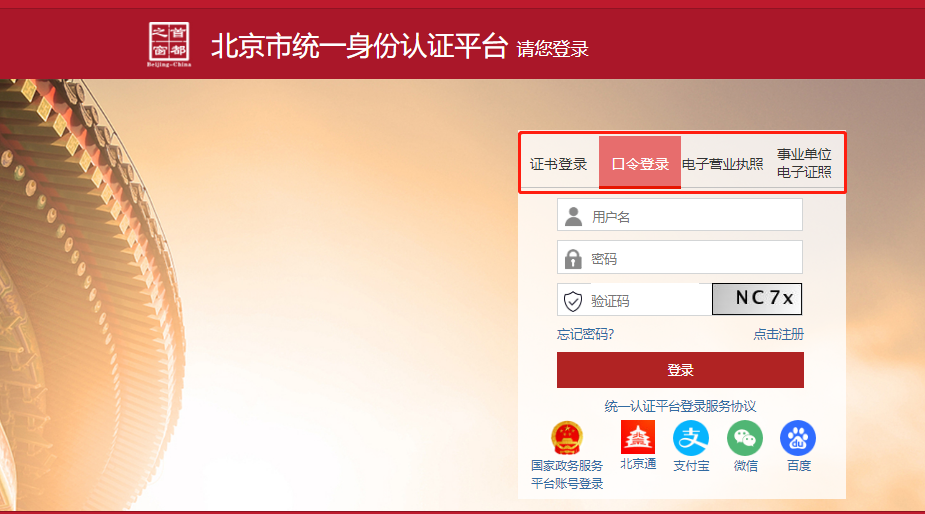 首都
之窗
Beijing-China
北京市统一身份认证平台 请您登录
证书登录 口令登录 电子营业执照 事业单位
电子证照
用户名
密码
验证码 NC7x
忘记密码? 点击注册
登录
统一认证平台登录服务协议
国家政务服务 北京通 支付宝 微信 百度
平台账号登录